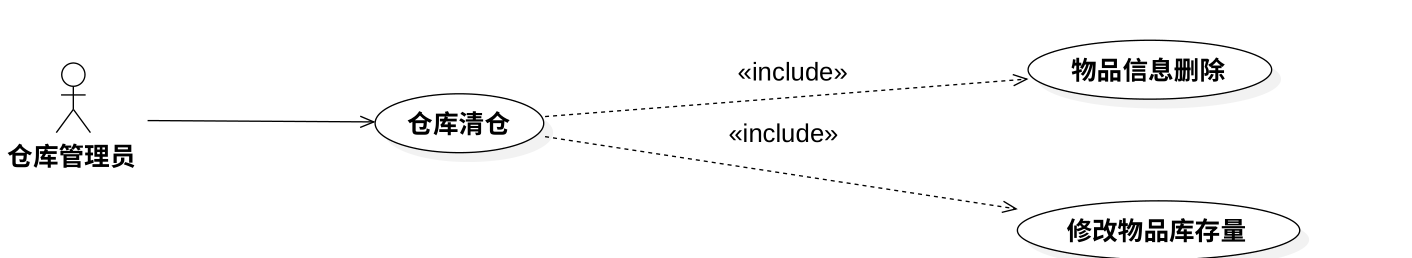 «include»
物品信息删除
仓库清仓
«include»
仓库管理员
修改物品库存量